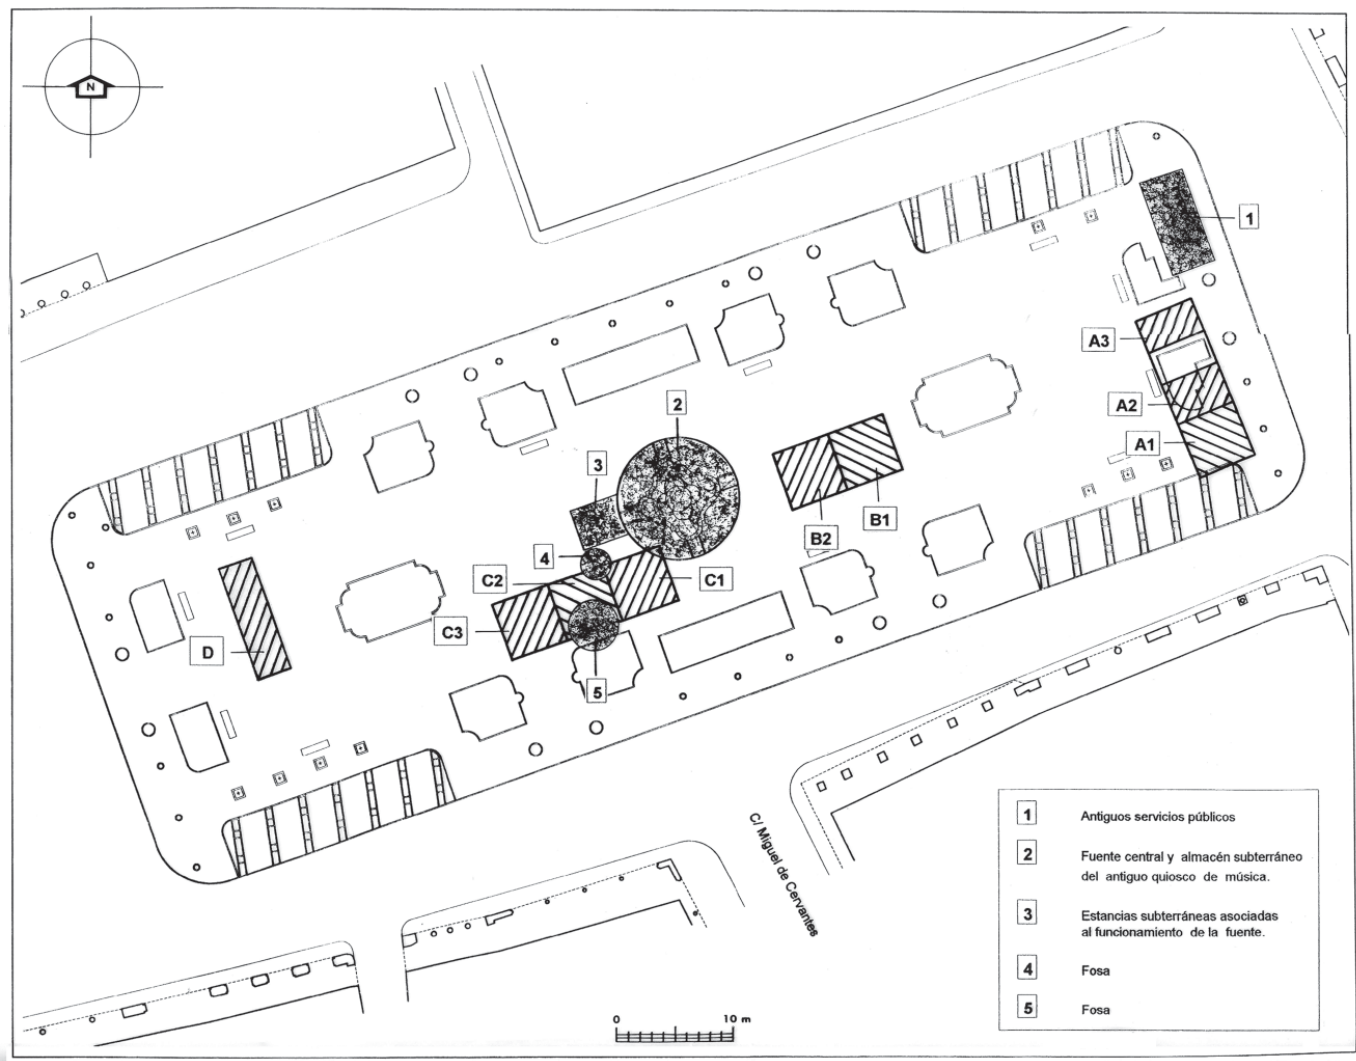 N
1
A3
2
A2
A1
3
B1
B2
4
C2
C1
C3
D
5
C/ Miguel de Cervantes
1 Antiguos servicios públicos
2 Fuente central y almacén subterráneo
del antiguo quiosco de música.
3 Estancias subterráneas asociadas
al funcionamiento de la fuente.
4 Fosa
5 Fosa
0 10 m